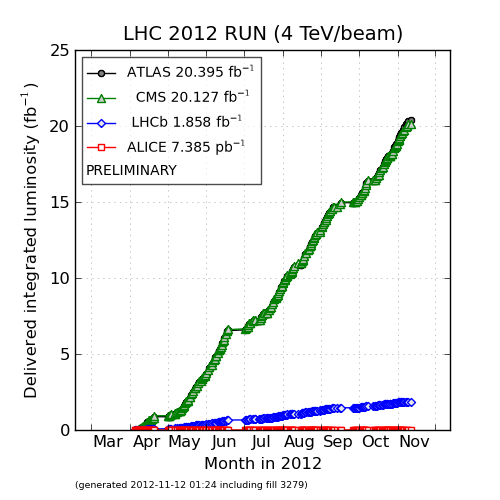 LHC 2012 RUN (4 TeV/beam)
25
20
15
10
5
0
Delivered integrated luminosity (fb⁻¹)
ATLAS 20.395 fb⁻¹
CMS 20.127 fb⁻¹
LHCb 1.858 fb⁻¹
ALICE 7.385 pb⁻¹
PRELIMINARY
Mar Apr May Jun Jul Aug Sep Oct Nov
Month in 2012
(generated 2012-11-12 01:24 including fill 3279)